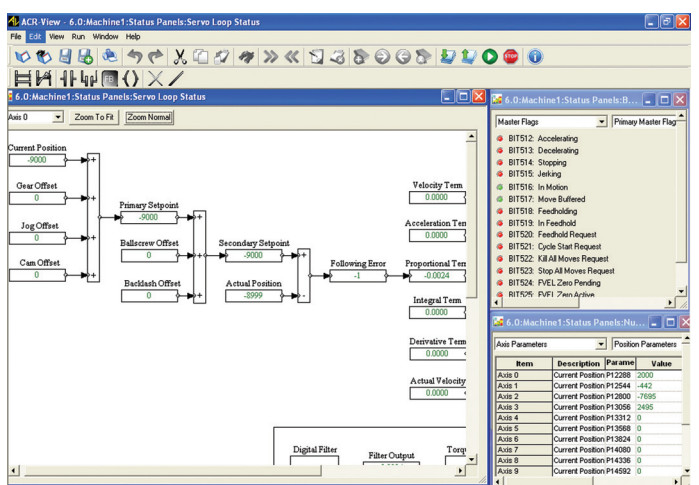 ACR-View - 6.0:Machine1:Status Panels:Servo Loop Status
File Edit View Run Window Help
6.0:Machine1:Status Panels:Servo Loop Status
Axis 0 Zoom To Fit Zoom Normal
Current Position
-9000
Gear Offset
0
Jog Offset
0
Cam Offset
0
Primary Setpoint
-9000
Ballscrew Offset
0
Backlash Offset
0
Secondary Setpoint
-9000
Actual Position
-8999
Following Error
-1
Velocity Term
0.0000
Acceleration Ter
0.0000
Proportional Ter
-0.0024
Integral Term
0.0000
Derivative Term
0.0000
Actual Velocity
0.0000
Digital Filter
Filter Output
Torq
6.0:Machine1:Status Panels:B...
Master Flags Primary Master Flag
BIT512: Accelerating
BIT513: Decelerating
BIT514: Stopping
BIT515: Jerking
BIT516: In Motion
BIT517: Move Buffered
BIT518: Feedholding
BIT519: In Feedhold
BIT520: Feedhold Request
BIT521: Cycle Start Request
BIT522: Kill All Moves Request
BIT523: Stop All Moves Request
BIT524: FVEL Zero Pending
BIT525: FVEL Zero Active
6.0:Machine1:Status Panels:Nu...
Axis Parameters Position Parameters
Item Description Parame Value
Axis 0 Current Position P12288 2000
Axis 1 Current Position P12544 -442
Axis 2 Current Position P12800 -7695
Axis 3 Current Position P13056 2495
Axis 4 Current Position P13312 0
Axis 5 Current Position P13568 0
Axis 6 Current Position P13824 0
Axis 7 Current Position P14080 0
Axis 8 Current Position P14336 0
Axis 9 Current Position P14592 0